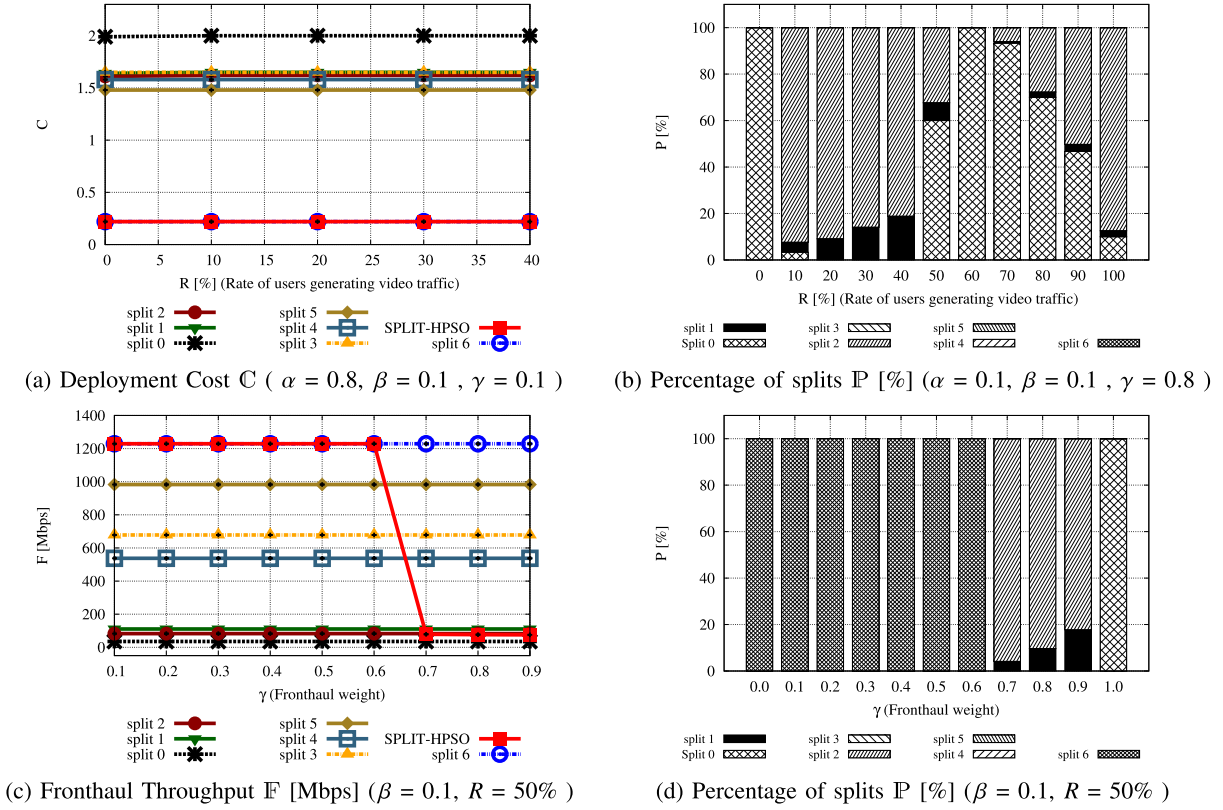 2
1.5
1
0.5
0
C
0 5 10 15 20 25 30 35 40
R [%] (Rate of users generating video traffic)
split 2
split 1
split 0
split 5
split 4
split 3
SPLIT-HPSO
split 6
(a) Deployment Cost ℂ ( α = 0.8, β = 0.1 , γ = 0.1 )
100
80
60
40
20
0
P [%]
0 10 20 30 40 50 60 70 80 90 100
R [%] (Rate of users generating video traffic)
split 1
Split 0
split 3
split 2
split 5
split 4
split 6
(b) Percentage of splits ℙ [%] (α = 0.1, β = 0.1 , γ = 0.8 )
1400
1200
1000
800
600
400
200
0
F [Mbps]
0.1 0.2 0.3 0.4 0.5 0.6 0.7 0.8 0.9
γ (Fronthaul weight)
split 2
split 1
split 0
split 5
split 4
split 3
SPLIT-HPSO
split 6
(c) Fronthaul Throughput 𝔽 [Mbps] (β = 0.1, R = 50% )
100
80
60
40
20
0
P [%]
0.0 0.1 0.2 0.3 0.4 0.5 0.6 0.7 0.8 0.9 1.0
γ (Fronthaul weight)
split 1
Split 0
split 3
split 2
split 5
split 4
split 6
(d) Percentage of splits ℙ [%] (β = 0.1, R = 50% )